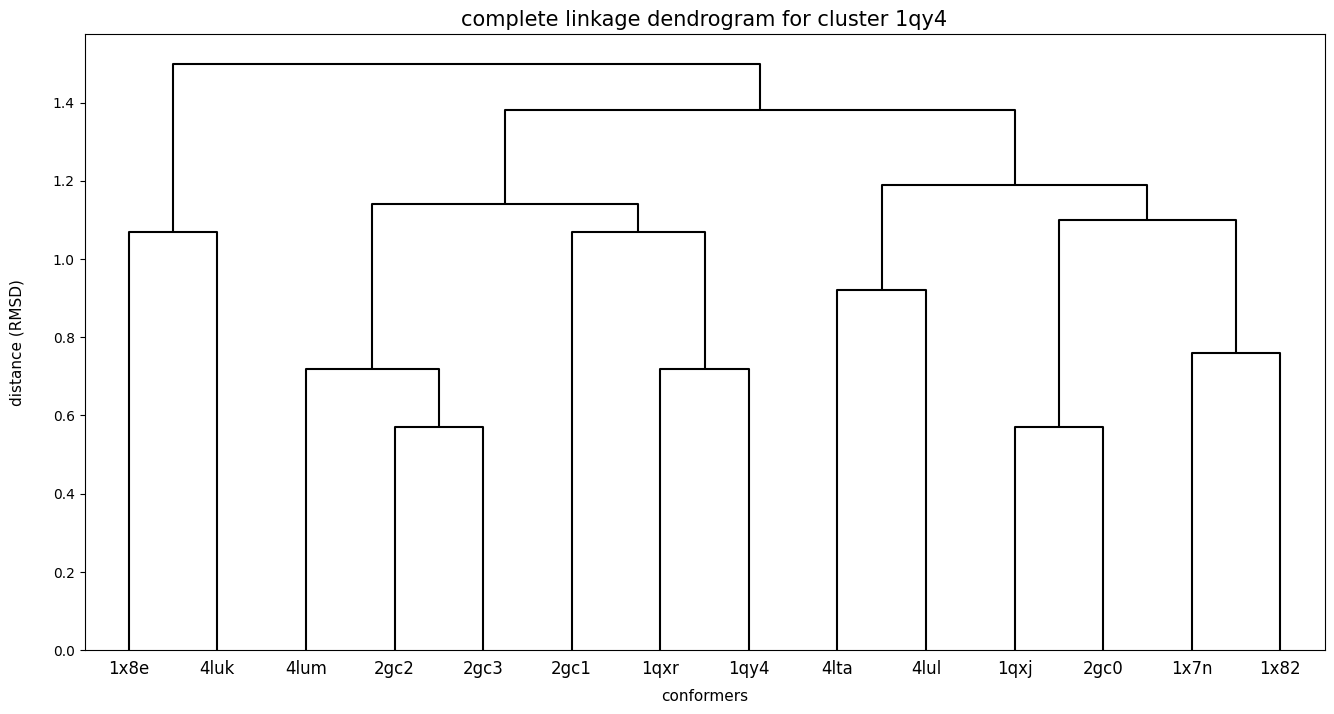 complete linkage dendrogram for cluster 1qy4
1.4
1.2
1.0
0.8
0.6
0.4
0.2
0.0
distance (RMSD)
1x8e 4luk 4lum 2gc2 2gc3 2gc1 1qxr 1qy4 4lta 4lul 1qxj 2gc0 1x7n 1x82
conformers